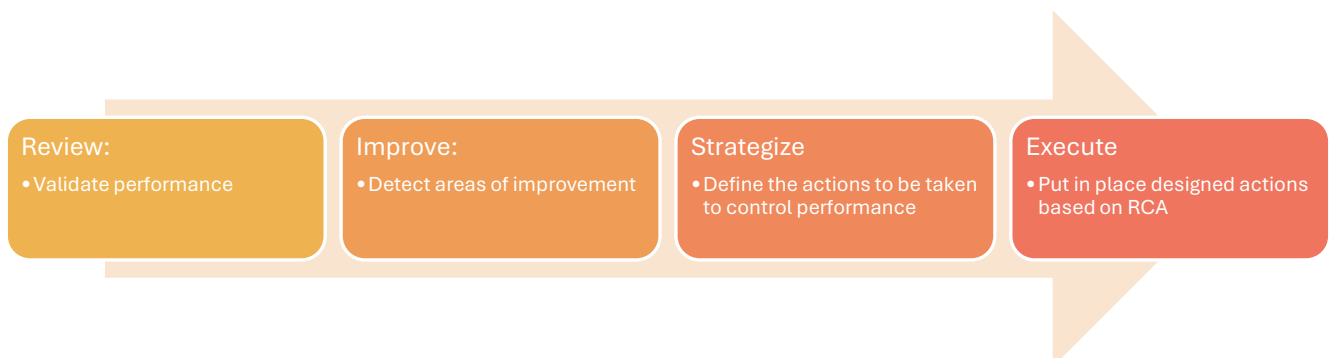 Review:
•Validate performance
Improve:
•Detect areas of improvement
Strategize
•Define the actions to be taken
to control performance
Execute
•Put in place designed actions
based on RCA